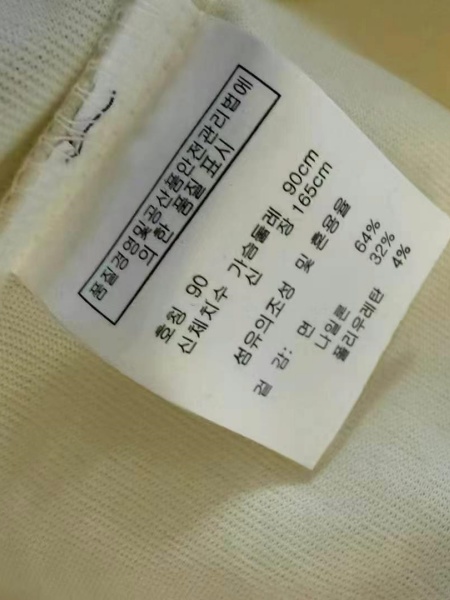 품질경영및공산품안전관리법에
의한 품질 표시
호칭 90
신체치수 가슴둘레 90cm
신 장 165cm
섬유의조성 및 혼용율
겉 감: 면 64%
나일론 32%
폴리우레탄 4%